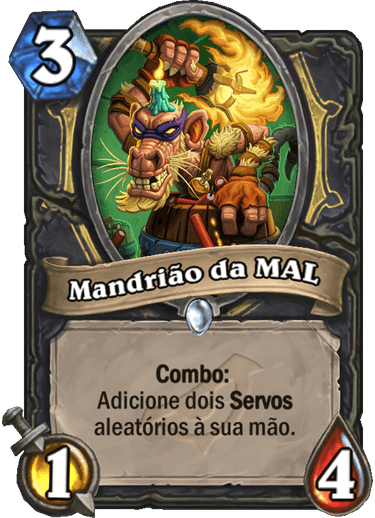 3
Mandrião da MAL
Combo:
Adicione dois Servos
aleatórios à sua mão.
1
4